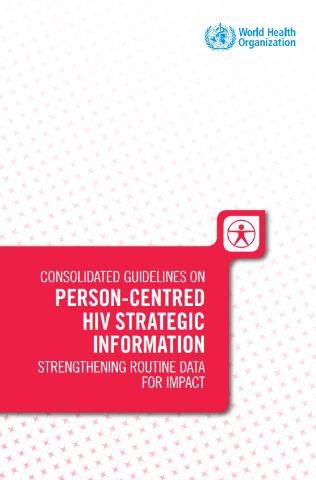 World Health
Organization
CONSOLIDATED GUIDELINES ON
PERSON-CENTRED
HIV STRATEGIC
INFORMATION
STRENGTHENING ROUTINE DATA
FOR IMPACT